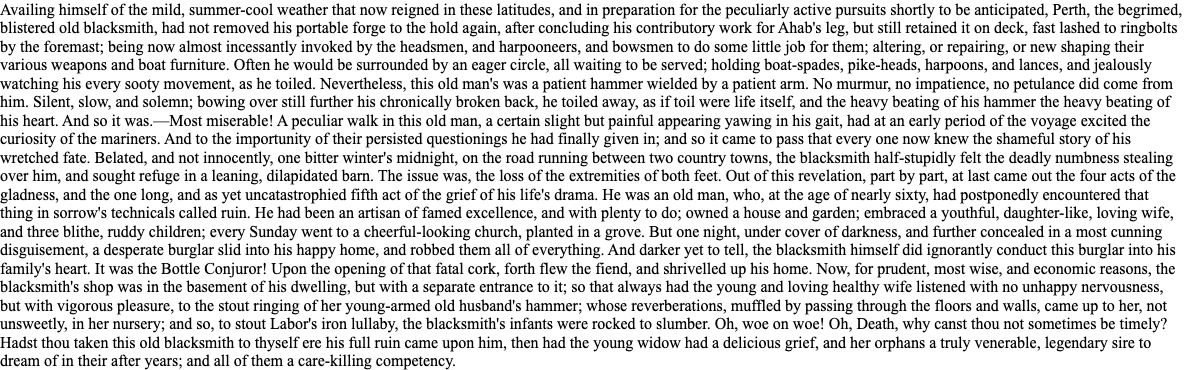 Availing himself of the mild, summer-cool weather that now reigned in these latitudes, and in preparation for the peculiarly active pursuits shortly to be anticipated, Perth, the begrimed,
blistered old blacksmith, had not removed his portable forge to the hold again, after concluding his contributory work for Ahab's leg, but still retained it on deck, fast lashed to ringbolts
by the foremast; being now almost incessantly invoked by the headsmen, and harpooneers, and bowsmen to do some little job for them; altering, or repairing, or new shaping their
various weapons and boat furniture. Often he would be surrounded by an eager circle, all waiting to be served; holding boat-spades, pike-heads, harpoons, and lances, and jealously
watching his every sooty movement, as he toiled. Nevertheless, this old man's was a patient hammer wielded by a patient arm. No murmur, no impatience, no petulance did come from
him. Silent, slow, and solemn; bowing over still further his chronically broken back, he toiled away, as if toil were life itself, and the heavy beating of his hammer the heavy beating of
his heart. And so it was.—Most miserable! A peculiar walk in this old man, a certain slight but painful appearing yawing in his gait, had at an early period of the voyage excited the
curiosity of the mariners. And to the importunity of their persisted questionings he had finally given in; and so it came to pass that every one now knew the shameful story of his
wretched fate. Belated, and not innocently, one bitter winter's midnight, on the road running between two country towns, the blacksmith half-stupidly felt the deadly numbness stealing
over him, and sought refuge in a leaning, dilapidated barn. The issue was, the loss of the extremities of both feet. Out of this revelation, part by part, at last came out the four acts of the
gladness, and the one long, and as yet uncatastrophied fifth act of the grief of his life's drama. He was an old man, who, at the age of nearly sixty, had postponedly encountered that
thing in sorrow's technicals called ruin. He had been an artisan of famed excellence, and with plenty to do; owned a house and garden; embraced a youthful, daughter-like, loving wife,
and three blithe, ruddy children; every Sunday went to a cheerful-looking church, planted in a grove. But one night, under cover of darkness, and further concealed in a most cunning
disguisement, a desperate burglar slid into his happy home, and robbed them all of everything. And darker yet to tell, the blacksmith himself did ignorantly conduct this burglar into his
family's heart. It was the Bottle Conjuror! Upon the opening of that fatal cork, forth flew the fiend, and shrivelled up his home. Now, for prudent, most wise, and economic reasons, the
blacksmith's shop was in the basement of his dwelling, but with a separate entrance to it; so that always had the young and loving healthy wife listened with no unhappy nervousness,
but with vigorous pleasure, to the stout ringing of her young-armed old husband's hammer; whose reverberations, muffled by passing through the floors and walls, came up to her, not
unsweetly, in her nursery; and so, to stout Labor's iron lullaby, the blacksmith's infants were rocked to slumber. Oh, woe on woe! Oh, Death, why canst thou not sometimes be timely?
Hadst thou taken this old blacksmith to thyself ere his full ruin came upon him, then had the young widow had a delicious grief, and her orphans a truly venerable, legendary sire to
dream of in their after years; and all of them a care-killing competency.